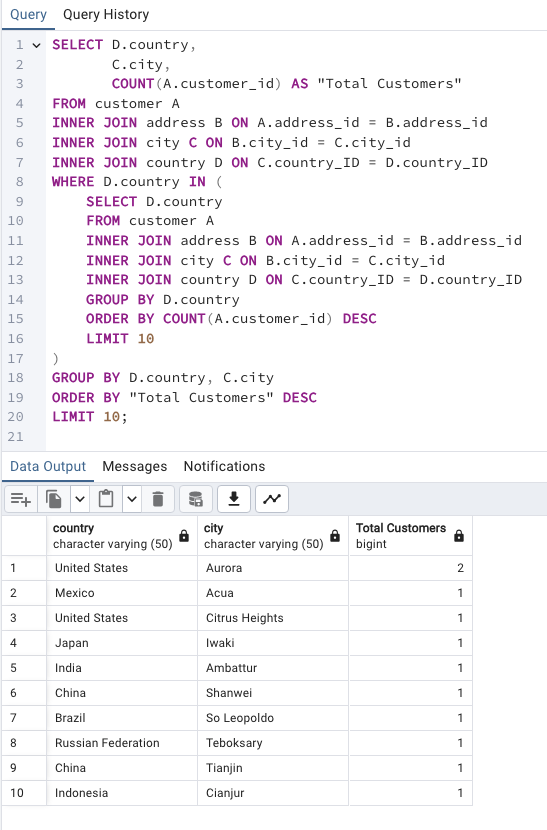 Query Query History
1 SELECT D.country,
2 C.city,
3 COUNT(A.customer_id) AS "Total Customers"
4 FROM customer A
5 INNER JOIN address B ON A.address_id = B.address_id
6 INNER JOIN city C ON B.city_id = C.city_id
7 INNER JOIN country D ON C.country_ID = D.country_ID
8 WHERE D.country IN (
9 SELECT D.country
10 FROM customer A
11 INNER JOIN address B ON A.address_id = B.address_id
12 INNER JOIN city C ON B.city_id = C.city_id
13 INNER JOIN country D ON C.country_ID = D.country_ID
14 GROUP BY D.country
15 ORDER BY COUNT(A.customer_id) DESC
16 LIMIT 10
17 )
18 GROUP BY D.country, C.city
19 ORDER BY "Total Customers" DESC
20 LIMIT 10;
21
Data Output Messages Notifications
country city Total Customers
character varying (50) character varying (50) bigint
1 United States Aurora 2
2 Mexico Acua 1
3 United States Citrus Heights 1
4 Japan Iwaki 1
5 India Ambattur 1
6 China Shanwei 1
7 Brazil So Leopoldo 1
8 Russian Federation Teboksary 1
9 China Tianjin 1
10 Indonesia Cianjur 1